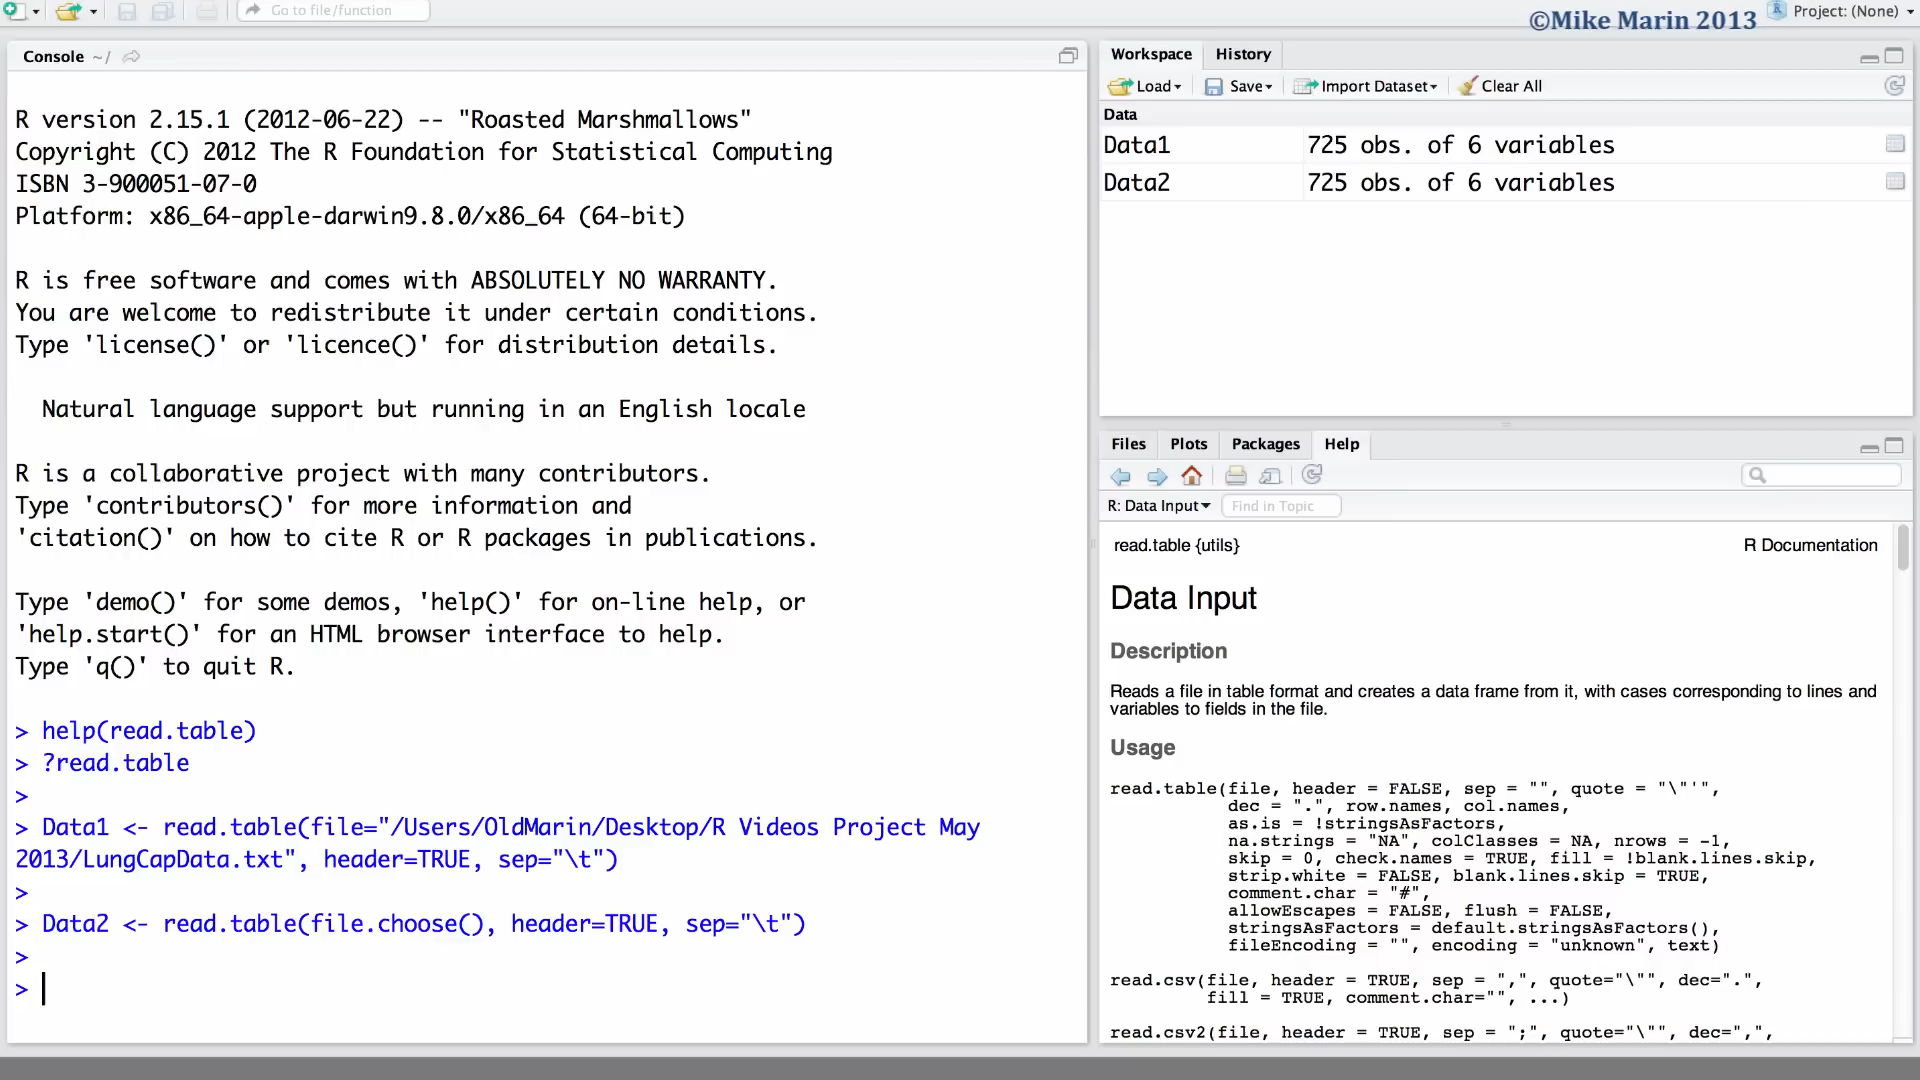 Go to file/function
©Mike Marin 2013
Project: (None)
Console ~/
R version 2.15.1 (2012-06-22) -- "Roasted Marshmallows"
Copyright (C) 2012 The R Foundation for Statistical Computing
ISBN 3-900051-07-0
Platform: x86_64-apple-darwin9.8.0/x86_64 (64-bit)
R is free software and comes with ABSOLUTELY NO WARRANTY.
You are welcome to redistribute it under certain conditions.
Type 'license()' or 'licence()' for distribution details.
Natural language support but running in an English locale
R is a collaborative project with many contributors.
Type 'contributors()' for more information and
'citation()' on how to cite R or R packages in publications.
Type 'demo()' for some demos, 'help()' for on-line help, or
'help.start()' for an HTML browser interface to help.
Type 'q()' to quit R.
> help(read.table)
> ?read.table
>
> Data1 <- read.table(file="/Users/OldMarin/Desktop/R Videos Project May
2013/LungCapData.txt", header=TRUE, sep="\t")
>
> Data2 <- read.table(file.choose(), header=TRUE, sep="\t")
>
>
Workspace History
Load Save Import Dataset Clear All
Data
Data1 725 obs. of 6 variables
Data2 725 obs. of 6 variables
Files Plots Packages Help
R: Data Input Find in Topic
read.table {utils} R Documentation
Data Input
Description
Reads a file in table format and creates a data frame from it, with cases corresponding to lines and
variables to fields in the file.
Usage
read.table(file, header = FALSE, sep = "", quote = "\"'",
dec = ".", row.names, col.names,
as.is = !stringsAsFactors,
na.strings = "NA", colClasses = NA, nrows = -1,
skip = 0, check.names = TRUE, fill = !blank.lines.skip,
strip.white = FALSE, blank.lines.skip = TRUE,
comment.char = "#",
allowEscapes = FALSE, flush = FALSE,
stringsAsFactors = default.stringsAsFactors(),
fileEncoding = "", encoding = "unknown", text)
read.csv(file, header = TRUE, sep = ",", quote="\"", dec=".",
fill = TRUE, comment.char="", ...)
read.csv2(file, header = TRUE, sep = ";", quote="\"", dec=",",